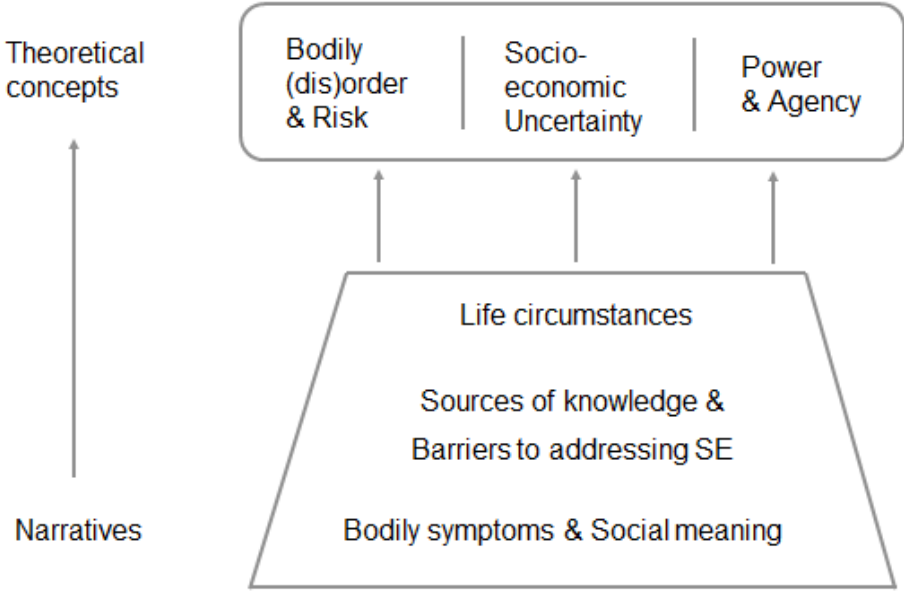 Theoretical
concepts
Bodily
(dis)order
& Risk
Socio-
economic
Uncertainty
Power
& Agency
Life circumstances
Sources of knowledge &
Barriers to addressing SE
Narratives
Bodily symptoms & Social meaning